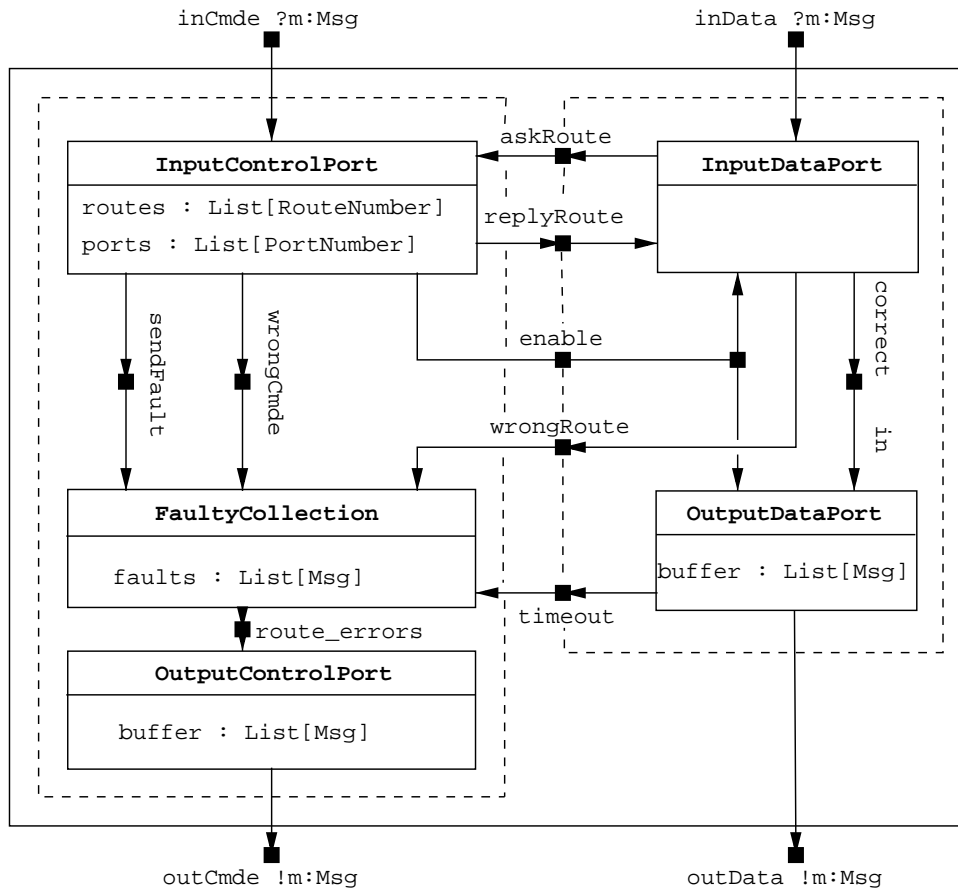 inCmde ?m:Msg
inData ?m:Msg
askRoute
InputControlPort
InputDataPort
routes : List[RouteNumber]
replyRoute
ports : List[PortNumber]
sendFault
wrongCmde
enable
correct
in
wrongRoute
FaultyCollection
OutputDataPort
faults : List[Msg]
buffer : List[Msg]
timeout
route_errors
OutputControlPort
buffer : List[Msg]
outCmde !m:Msg
outData !m:Msg